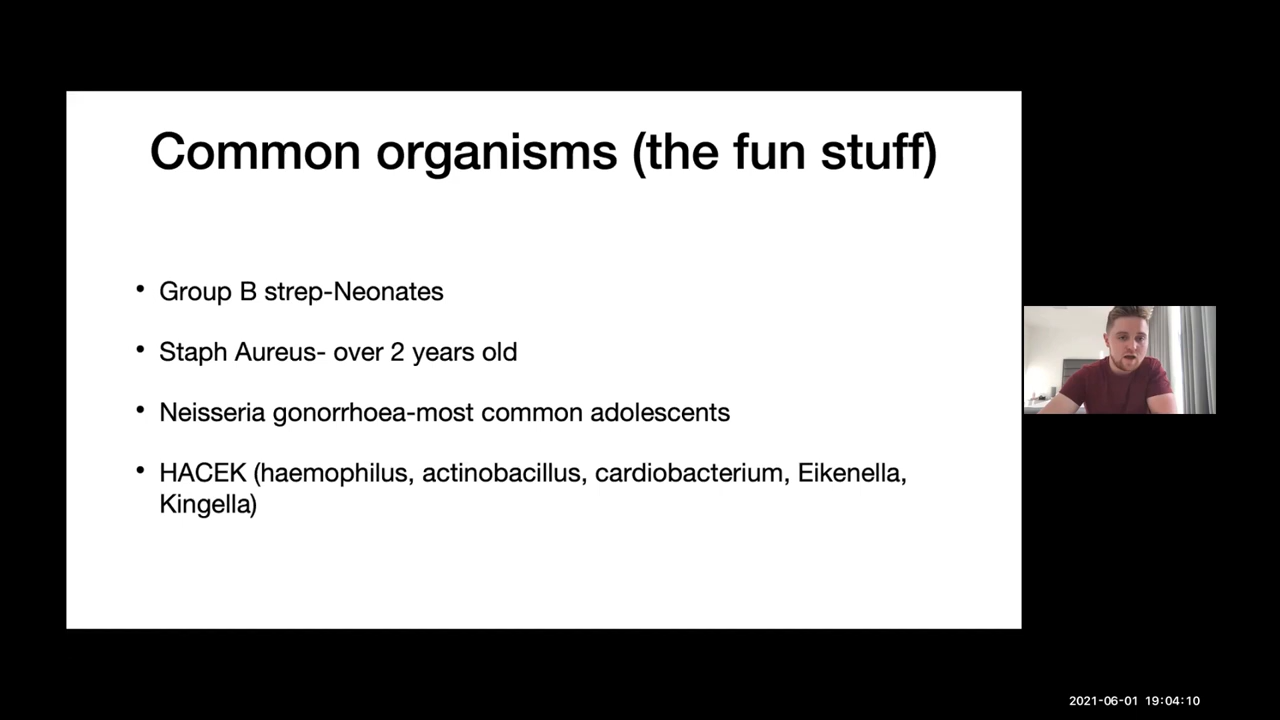 Common organisms (the fun stuff)
• Group B strep-Neonates
• Staph Aureus- over 2 years old
• Neisseria gonorrhoea-most common adolescents
• HACEK (haemophilus, actinobacillus, cardiobacterium, Eikenella,
Kingella)
2021-06-01 19:04:10